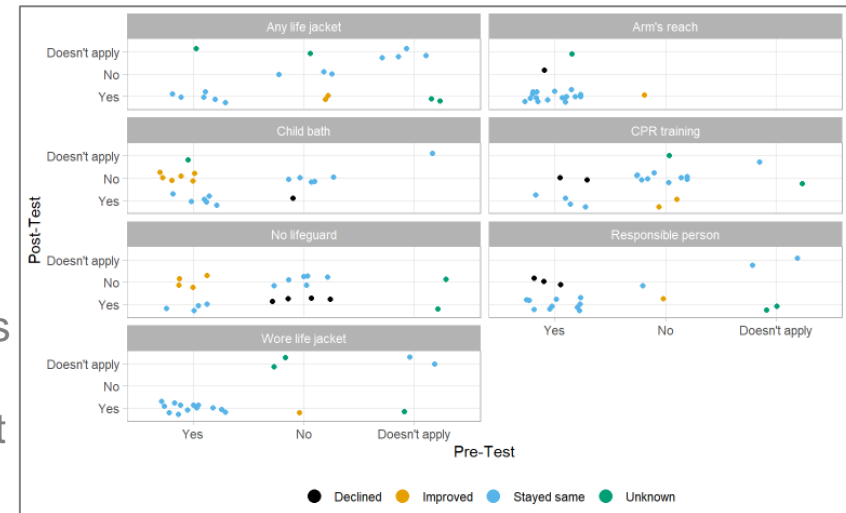 Any life jacket
Arm's reach
Doesn't apply
No
Yes
Child bath
CPR training
Doesn't apply
No
Yes
No lifeguard
Responsible person
Doesn't apply
No
Yes
Yes No Doesn't apply
Wore life jacket
Doesn't apply
No
Yes
Yes No Doesn't apply
Post-Test
Pre-Test
Declined Improved Stayed same Unknown
s
t